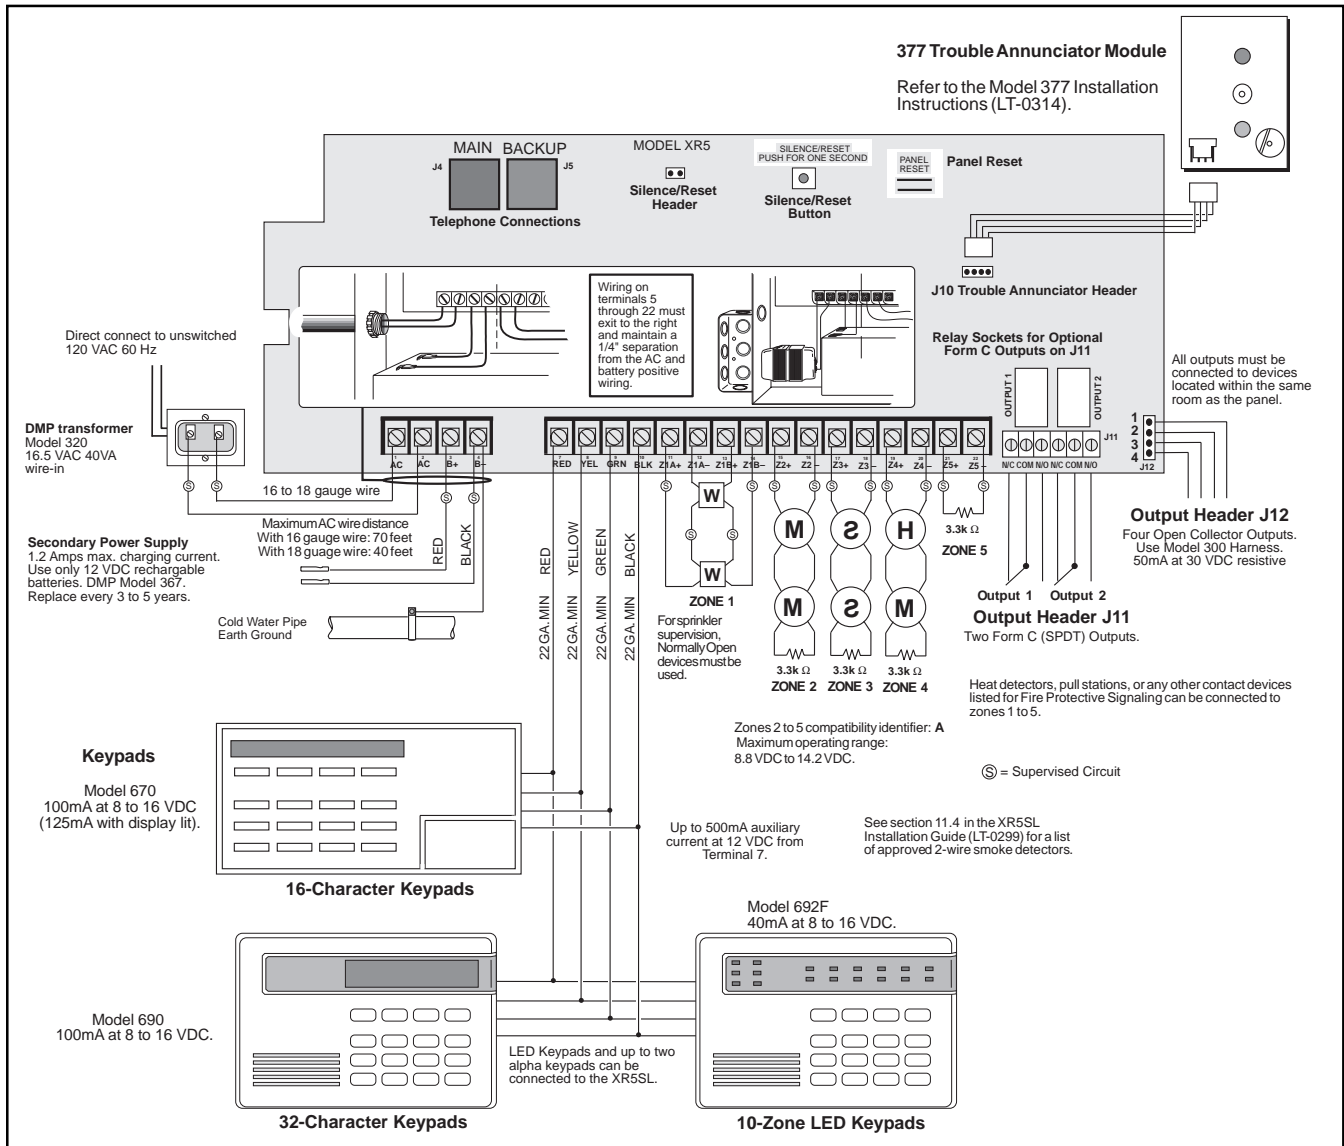 377 Trouble Annunciator Module
Refer to the Model 377 Installation
Instructions (LT-0314).
MAIN BACKUP
J4
J5
Telephone Connections
MODEL XR5
Silence/Reset
Header
SILENCE/RESET
PUSH FOR ONE SECOND
Silence/Reset
Button
PANEL
RESET
Panel Reset
J10 Trouble Annunciator Header
Wiring on
terminals 5
through 22 must
exit to the right
and maintain a
1/4" separation
from the AC and
battery positive
wiring.
Relay Sockets for Optional
Form C Outputs on J11
OUTPUT 1
OUTPUT 2
J11
N/C COM N/O N/C COM N/O
All outputs must be
connected to devices
located within the same
room as the panel.
1
2
3
4
J12
Direct connect to unswitched
120 VAC 60 Hz
DMP transformer
Model 320
16.5 VAC 40VA
wire-in
1 2 3 4
AC AC B+ B–
7 8 9 10 11 12 13 14 15 16 17 18 19 20 21 22
RED YEL GRN BLK Z1A+ Z1A– Z1B+ Z1B– Z2+ Z2 – Z3+ Z3 – Z4+ Z4 – Z5+ Z5 –
S S S S
16 to 18 gauge wire
Maximum AC wire distance
With 16 gauge wire: 70 feet
With 18 guage wire: 40 feet
RED
BLACK
Secondary Power Supply
1.2 Amps max. charging current.
Use only 12 VDC rechargable
batteries. DMP Model 367.
Replace every 3 to 5 years.
Cold Water Pipe
Earth Ground
22 GA. MIN RED
22 GA. MIN YELLOW
22 GA. MIN GREEN
22 GA. MIN BLACK
W
S S S S
W
ZONE 1
For sprinkler
supervision,
Normally Open
devices must be
used.
S S S S S S S S
M S H
M S M
3.3k Ω 3.3k Ω 3.3k Ω
ZONE 2 ZONE 3 ZONE 4
3.3k Ω
ZONE 5
Output 1 Output 2
Output Header J11
Two Form C (SPDT) Outputs.
Output Header J12
Four Open Collector Outputs.
Use Model 300 Harness.
50mA at 30 VDC resistive
Heat detectors, pull stations, or any other contact devices
listed for Fire Protective Signaling can be connected to
zones 1 to 5.
Zones 2 to 5 compatibility identifier: A
Maximum operating range:
8.8 VDC to 14.2 VDC.
S = Supervised Circuit
Keypads
Model 670
100mA at 8 to 16 VDC
(125mA with display lit).
16-Character Keypads
Up to 500mA auxiliary
current at 12 VDC from
Terminal 7.
See section 11.4 in the XR5SL
Installation Guide (LT-0299) for a list
of approved 2-wire smoke detectors.
Model 692F
40mA at 8 to 16 VDC.
Model 690
100mA at 8 to 16 VDC.
LED Keypads and up to two
alpha keypads can be
connected to the XR5SL.
32-Character Keypads
10-Zone LED Keypads